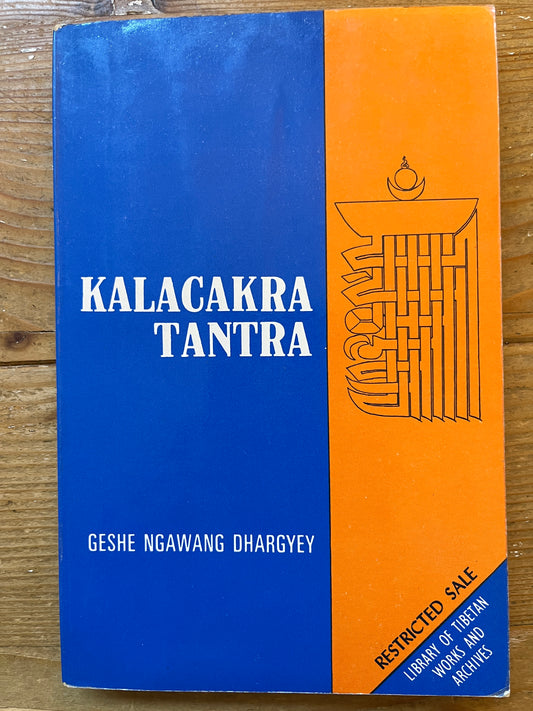 KALACAKRA
TANTRA
GESHE NGAWANG DHARGYEY
RESTRICTED SALE
LIBRARY OF TIBETAN
WORKS AND
ARCHIVES